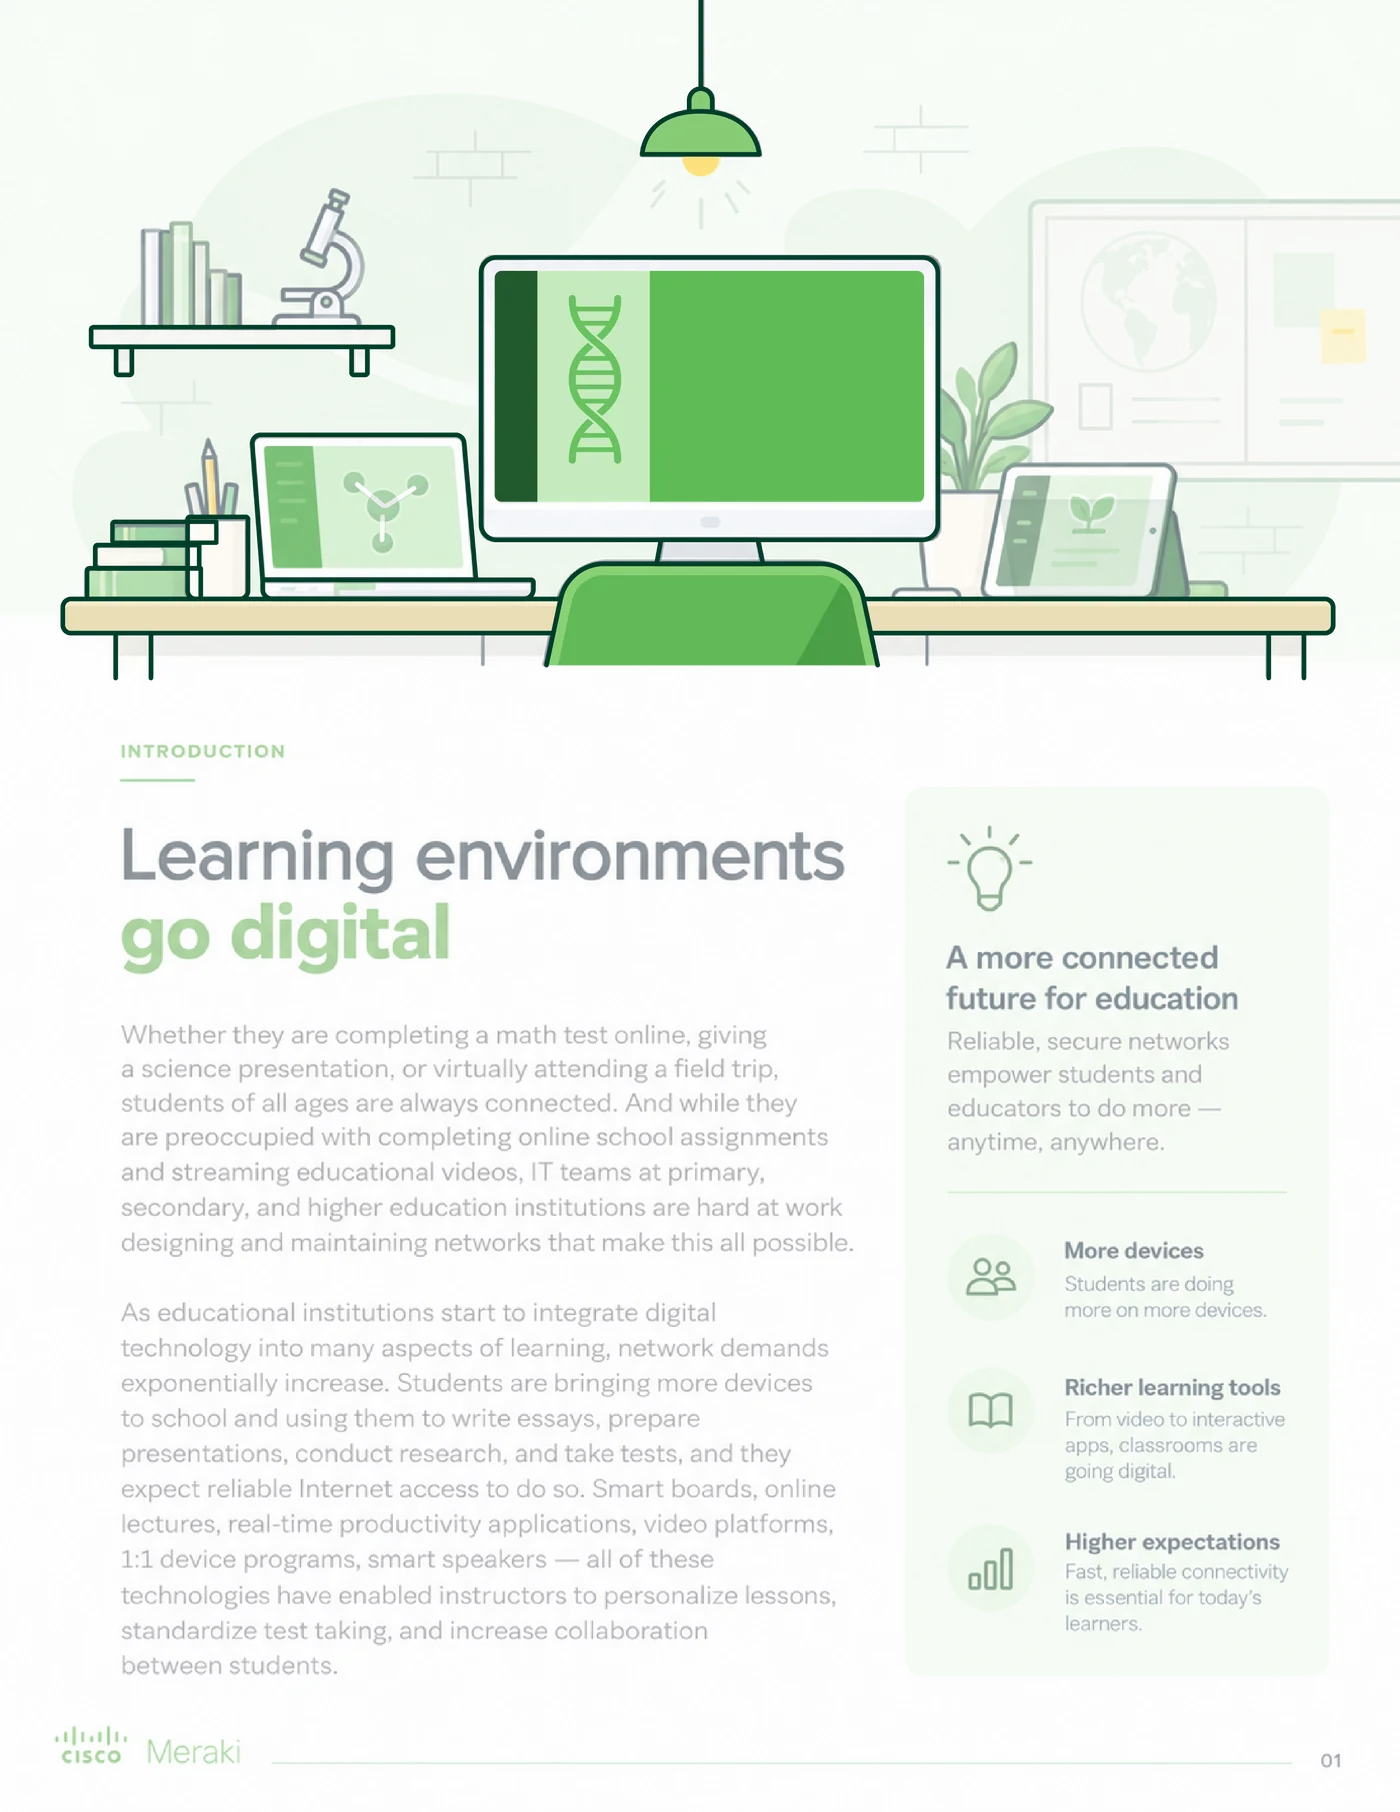 INTRODUCTION
Learning environments
go digital
Whether they are completing a math test online, giving
a science presentation, or virtually attending a field trip,
students of all ages are always connected. And while they
are preoccupied with completing online school assignments
and streaming educational videos, IT teams at primary,
secondary, and higher education institutions are hard at work
designing and maintaining networks that make this all possible.
As educational institutions start to integrate digital
technology into many aspects of learning, network demands
exponentially increase. Students are bringing more devices
to school and using them to write essays, prepare
presentations, conduct research, and take tests, and they
expect reliable Internet access to do so. Smart boards, online
lectures, real-time productivity applications, video platforms,
1:1 device programs, smart speakers — all of these
technologies have enabled instructors to personalize lessons,
standardize test taking, and increase collaboration
between students.
A more connected
future for education
Reliable, secure networks
empower students and
educators to do more —
anytime, anywhere.
More devices
Students are doing
more on more devices.
Richer learning tools
From video to interactive
apps, classrooms are
going digital.
Higher expectations
Fast, reliable connectivity
is essential for today's
learners.
CISCO Meraki
01